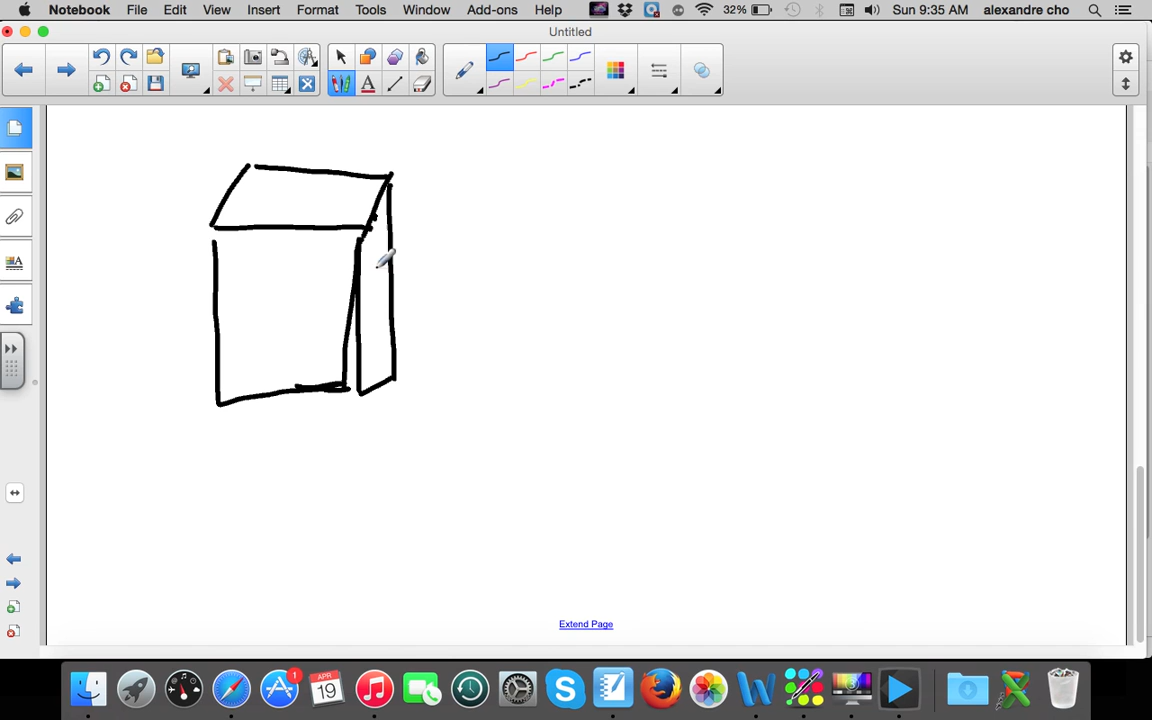 Notebook File Edit View Insert Format Tools Window Add-ons Help 32% Sun 9:35 AM alexandre cho
Untitled
A
A
Extend Page
1
APR
19
S
W
X